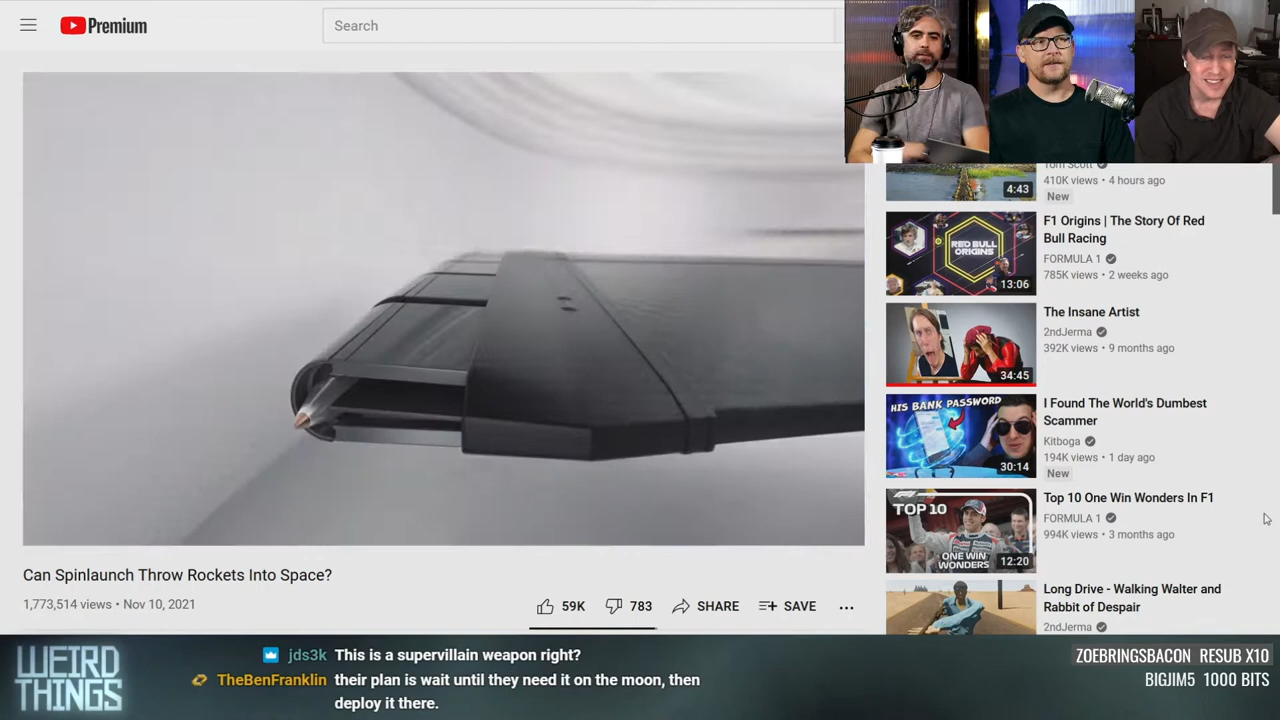 Premium
Search
Tom Scott
410K views • 4 hours ago
4:43
New
F1 Origins | The Story Of Red
Bull Racing
RED BULL
ORIGINS
FORMULA 1
785K views • 2 weeks ago
13:06
The Insane Artist
2ndJerma
392K views • 9 months ago
34:45
HIS BANK PASSWORD
I Found The World's Dumbest
Scammer
Kitboga
194K views • 1 day ago
30:14
New
Top 10 One Win Wonders In F1
TOP 10
FORMULA 1
994K views • 3 months ago
ONE WIN
WONDERS
12:20
Long Drive - Walking Walter and
Rabbit of Despair
2ndJerma
Can Spinlaunch Throw Rockets Into Space?
1,773,514 views • Nov 10, 2021
59K
783
SHARE
SAVE
WEIRD
THINGS
jds3k This is a supervillain weapon right?
TheBenFranklin their plan is wait until they need it on the moon, then
deploy it there.
ZOEBRINGSBACON RESUB X10
BIGJIM5 1000 BITS